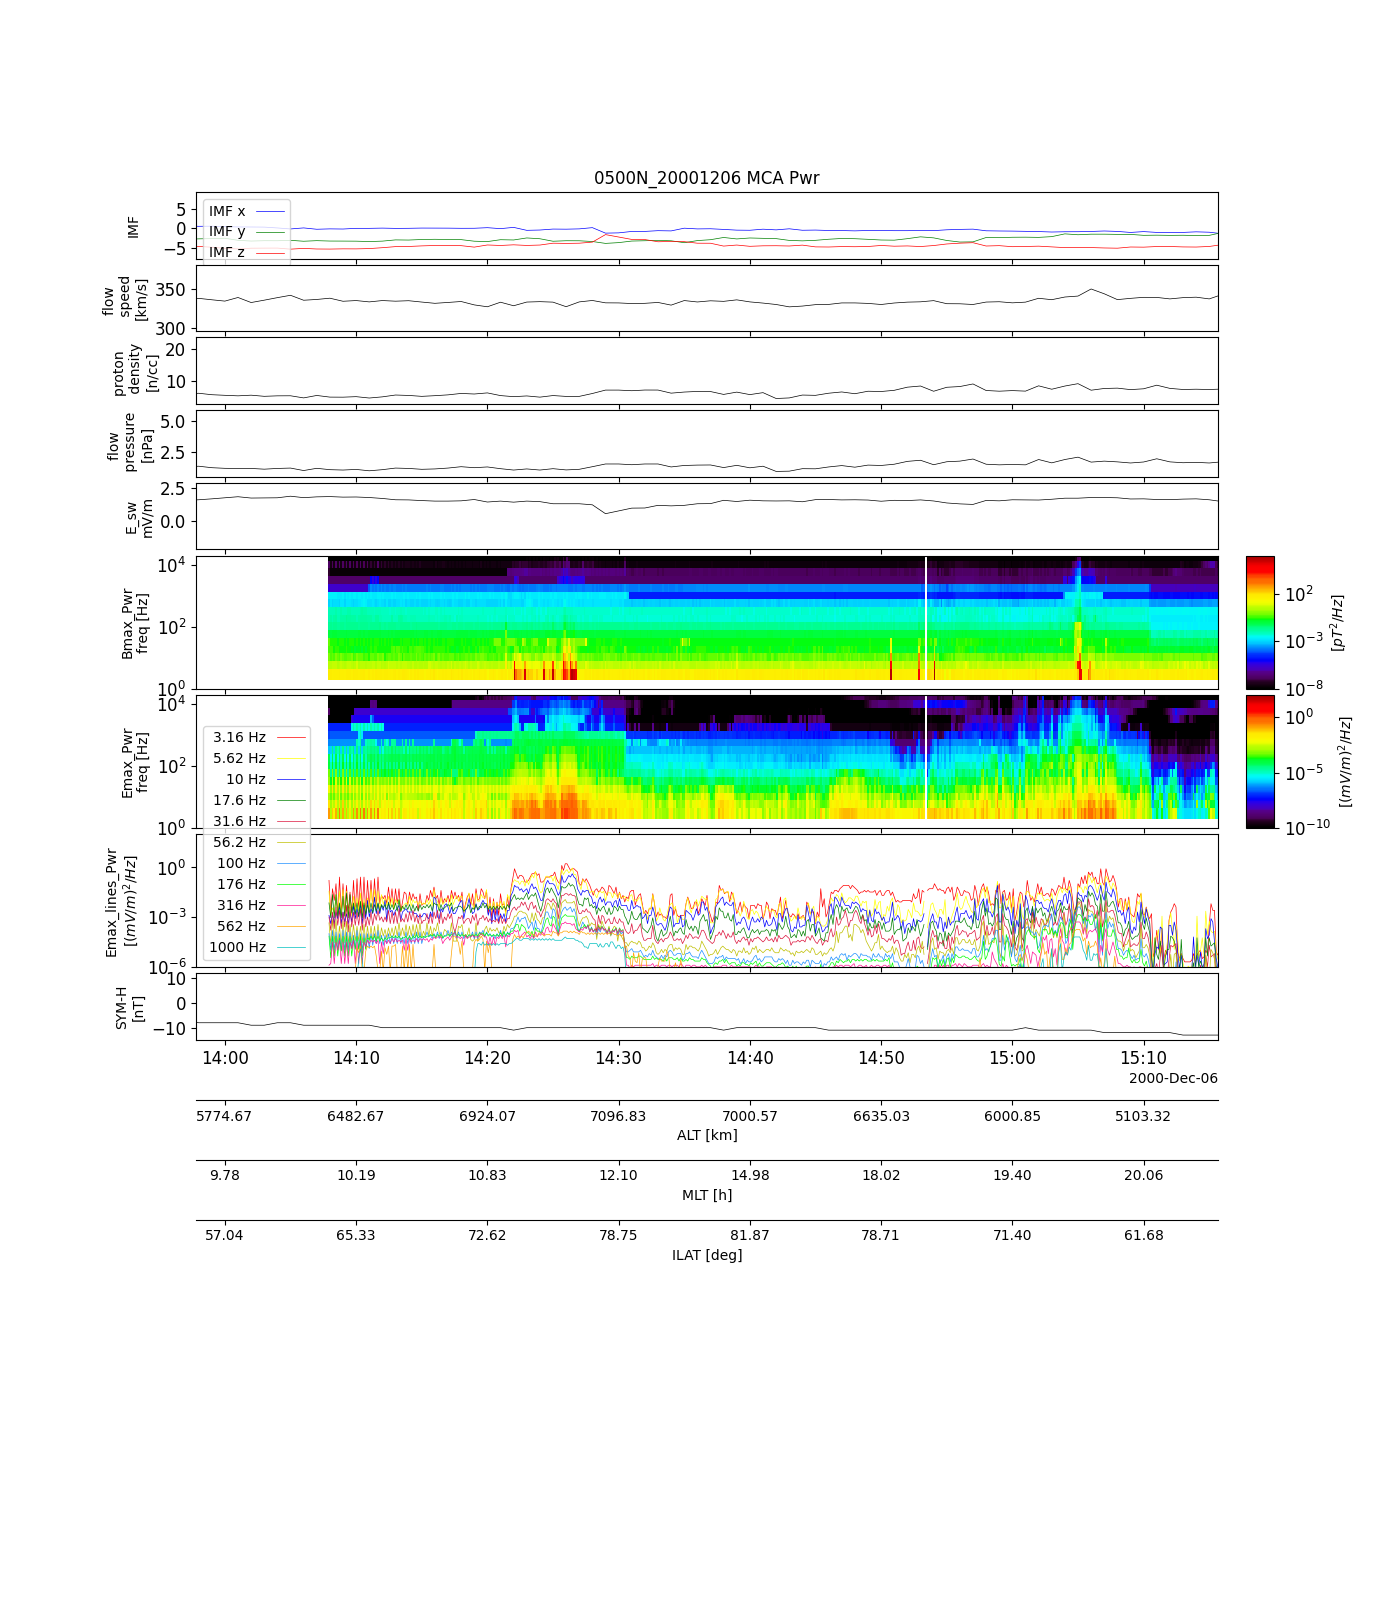 0500N_20001206 MCA Pwr
IMF
5
0
−5
IMF x
IMF y
IMF z
flow
speed
[km/s]
350
300
proton
density
[n/cc]
20
10
flow
pressure
[nPa]
5.0
2.5
E_sw
mV/m
2.5
0.0
Bmax_Pwr
freq [Hz]
10^4
10^2
10^0
10^2
10^−3
10^−8
[pT^2/Hz]
Emax_Pwr
freq [Hz]
10^4
10^2
10^0
10^0
10^−5
10^−10
[(mV/m)^2/Hz]
3.16 Hz
5.62 Hz
10 Hz
17.6 Hz
31.6 Hz
56.2 Hz
100 Hz
176 Hz
316 Hz
562 Hz
1000 Hz
Emax_lines_Pwr
[(mV/m)^2/Hz]
10^0
10^−3
10^−6
SYM-H
[nT]
10
0
−10
14:00 14:10 14:20 14:30 14:40 14:50 15:00 15:10
2000-Dec-06
5774.67 6482.67 6924.07 7096.83 7000.57 6635.03 6000.85 5103.32
ALT [km]
9.78 10.19 10.83 12.10 14.98 18.02 19.40 20.06
MLT [h]
57.04 65.33 72.62 78.75 81.87 78.71 71.40 61.68
ILAT [deg]